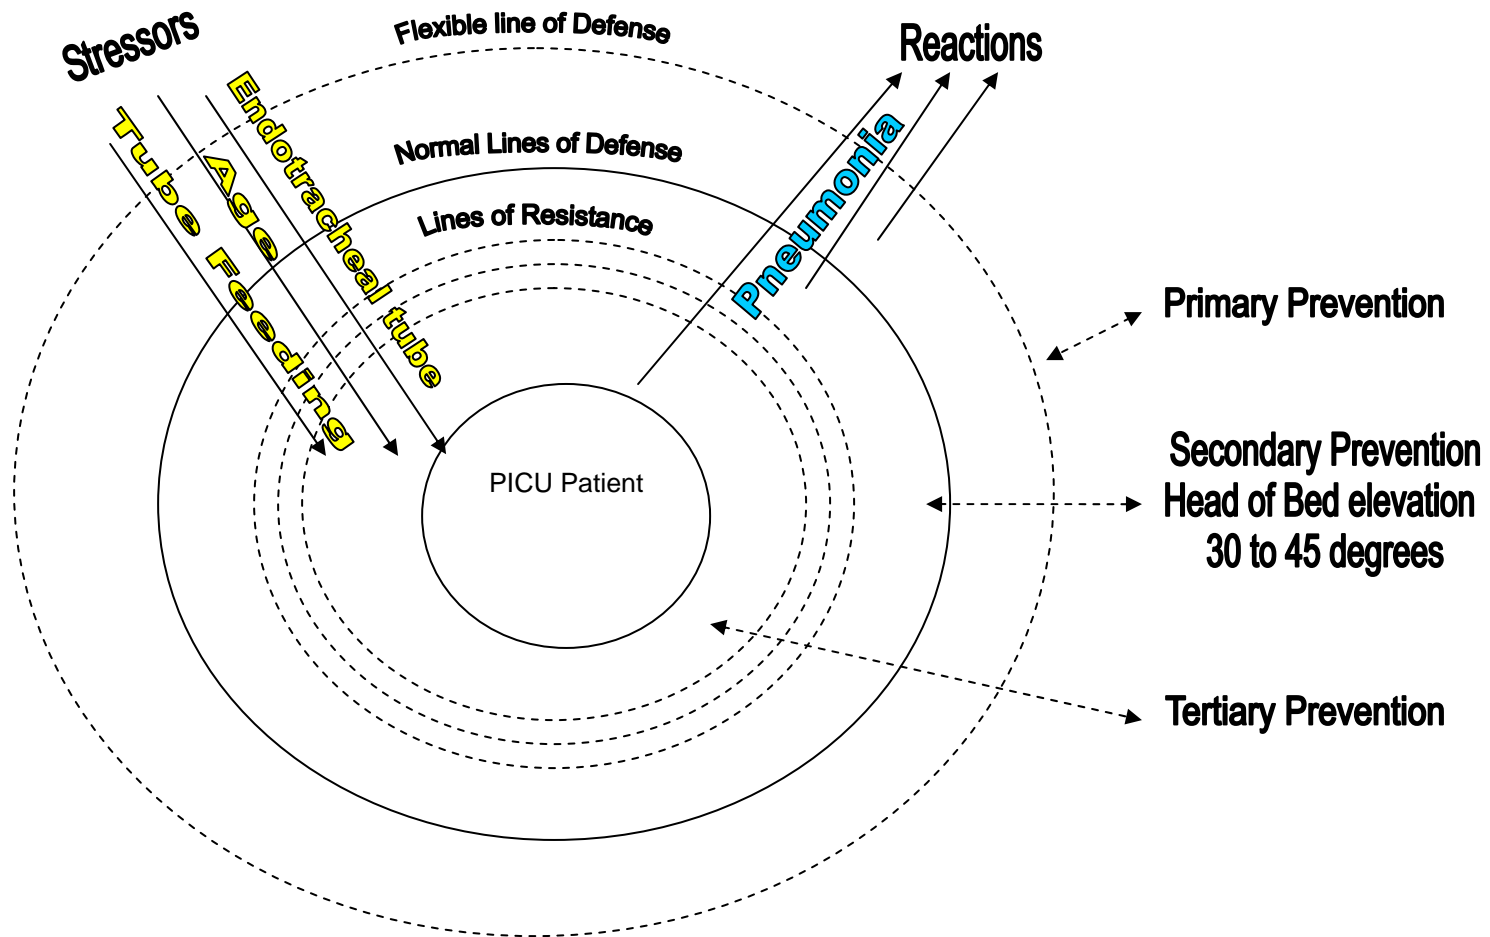 Stressors
Flexible line of Defense
Reactions
Tube Feeding
Age
Endotracheal tube
Normal Lines of Defense
Pneumonia
Lines of Resistance
Primary Prevention
PICU Patient
Secondary Prevention
Head of Bed elevation
30 to 45 degrees
Tertiary Prevention